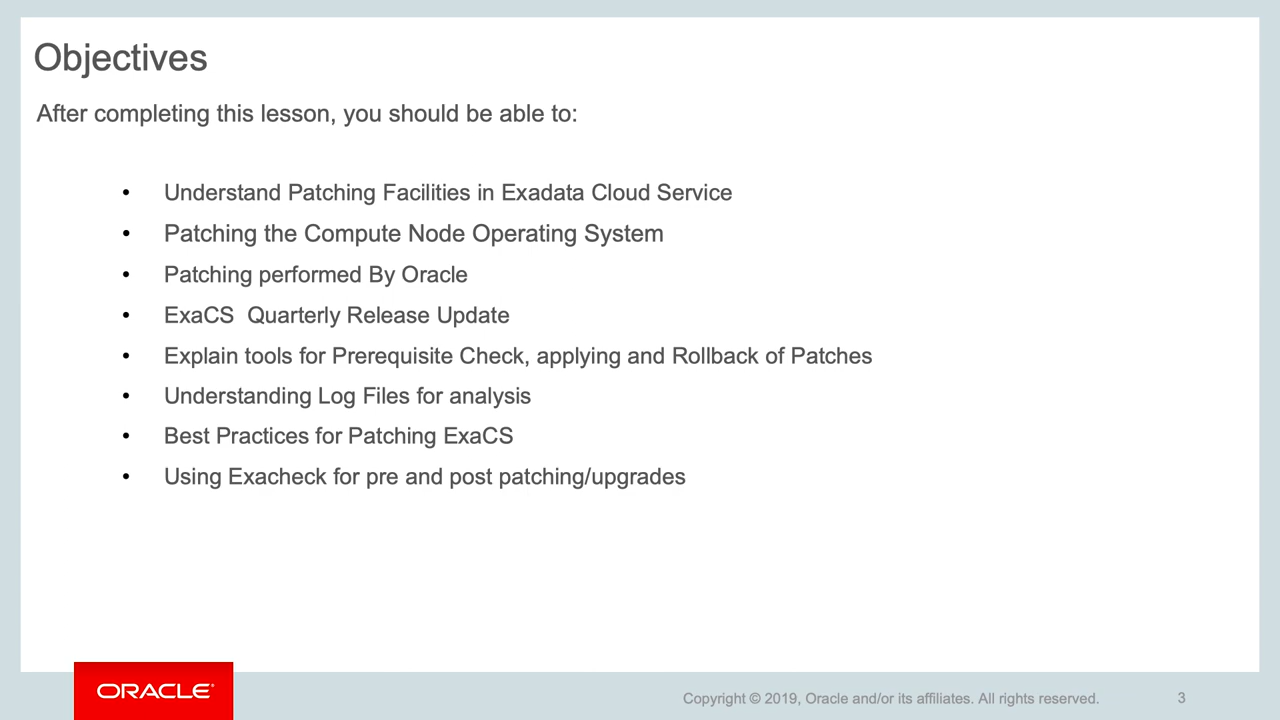 Objectives
After completing this lesson, you should be able to:
• Understand Patching Facilities in Exadata Cloud Service
• Patching the Compute Node Operating System
• Patching performed By Oracle
• ExaCS  Quarterly Release Update
• Explain tools for Prerequisite Check, applying and Rollback of Patches
• Understanding Log Files for analysis
• Best Practices for Patching ExaCS
• Using Exacheck for pre and post patching/upgrades
ORACLE®
Copyright © 2019, Oracle and/or its affiliates. All rights reserved.
3